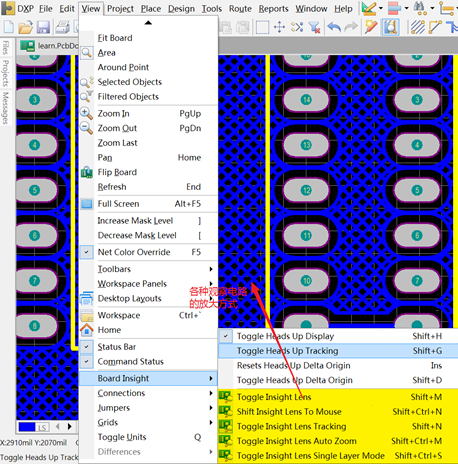 DXP File Edit View Project Place Design Tools Route Reports Window Help
learn.PcbDo
Files
Projects
Messages
Fit Board
Area
Around Point
Selected Objects
Filtered Objects
Zoom In PgUp
Zoom Out PgDn
Zoom Last
Pan Home
Flip Board
Refresh End
Full Screen Alt+F5
Increase Mask Level ]
Decrease Mask Level [
Net Color Override F5
Toolbars
Workspace Panels
Desktop Layouts
Workspace Ctrl+`
Home
Status Bar
Command Status
Board Insight
Connections
Jumpers
Grids
Toggle Units Q
Differences
各种观察电路
的放大方式
Toggle Heads Up Display Shift+H
Toggle Heads Up Tracking Shift+G
Resets Heads Up Delta Origin Ins
Toggle Heads Up Delta Origin Shift+D
Toggle Insight Lens Shift+M
Shift Insight Lens To Mouse Shift+Ctrl+N
Toggle Insight Lens Tracking Shift+N
Toggle Insight Lens Auto Zoom Shift+Ctrl+M
Toggle Insight Lens Single Layer Mode Shift+Ctrl+S
3
4
5
6
7
8
14
13
12
11
10
3
4
5
6
7
8
LS
X:2910mil Y:2070mil
Toggle Heads Up Track